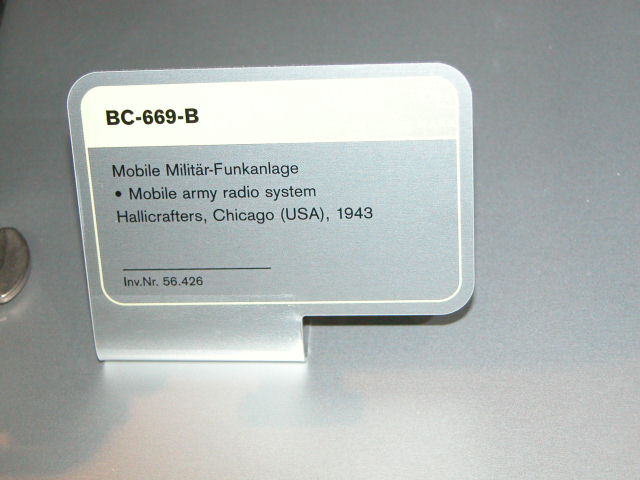 BC-669-B
Mobile Militär-Funkanlage
• Mobile army radio system
Hallicrafters, Chicago (USA), 1943
Inv.Nr. 56.426